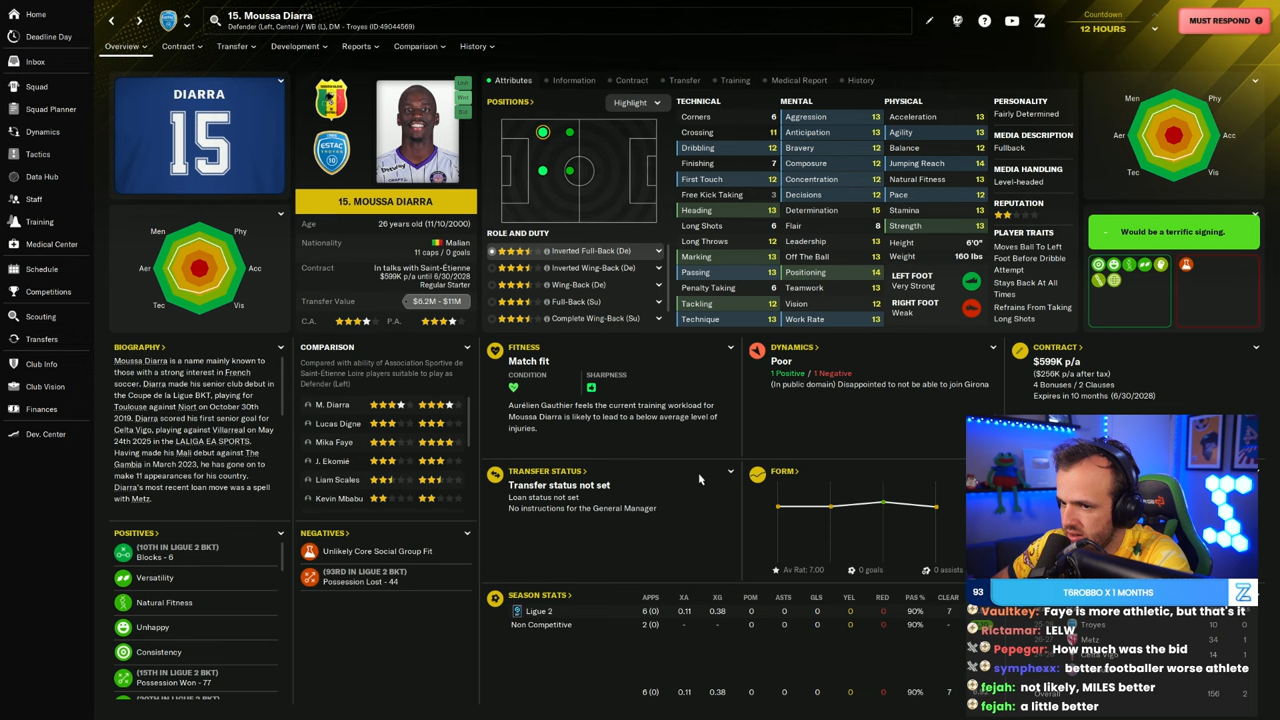 Home
Deadline Day
Inbox
Squad
Squad Planner
Dynamics
Tactics
Data Hub
Staff
Training
Medical Center
Schedule
Competitions
Scouting
Transfers
Club Info
Club Vision
Finances
Dev. Center
15. Moussa Diarra
Defender (Left, Center) / WB (L), DM - Troyes (ID:49044569)
Countdown
12 HOURS
MUST RESPOND
Overview
Contract
Transfer
Development
Reports
Comparison
History
DIARRA
15
15. MOUSSA DIARRA
Age 26 years old (11/10/2000)
Nationality Malian
11 caps / 0 goals
Contract In talks with Saint-Étienne
$599K p/a until 6/30/2028
Regular Starter
Transfer Value $6.2M - $11M
C.A. P.A.
Men Phy
Aer Acc
Tec Vis
Attributes Information Contract Transfer Training Medical Report History
POSITIONS >
Highlight
ROLE AND DUTY
Inverted Full-Back (De)
Inverted Wing-Back (De)
Wing-Back (De)
Full-Back (Su)
Complete Wing-Back (Su)
TECHNICAL
Corners 6
Crossing 11
Dribbling 12
Finishing 7
First Touch 12
Free Kick Taking 3
Heading 13
Long Shots 6
Long Throws 12
Marking 13
Passing 13
Penalty Taking 6
Tackling 12
Technique 13
MENTAL
Aggression 13
Anticipation 13
Bravery 12
Composure 12
Concentration 12
Decisions 12
Determination 15
Flair 8
Leadership 13
Off The Ball 13
Positioning 14
Teamwork 13
Vision 12
Work Rate 13
PHYSICAL
Acceleration 13
Agility 13
Balance 12
Jumping Reach 14
Natural Fitness 13
Pace 12
Stamina 13
Strength 13
Height 6'0"
Weight 160 lbs
LEFT FOOT
Very Strong
RIGHT FOOT
Weak
PERSONALITY
Fairly Determined
MEDIA DESCRIPTION
Fullback
MEDIA HANDLING
Level-headed
REPUTATION
PLAYER TRAITS
Moves Ball To Left
Foot Before Dribble
Attempt
Stays Back At All
Times
Refrains From Taking
Long Shots
Men Phy
Aer Acc
Tec Vis
- Would be a terrific signing.
BIOGRAPHY >
Moussa Diarra is a name mainly known to
those with a strong interest in French
soccer. Diarra made his senior club debut in
the Coupe de la Ligue BKT, playing for
Toulouse against Niort on October 30th
2019. Diarra scored his first senior goal for
Celta Vigo, playing against Villarreal on May
24th 2025 in the LALIGA EA SPORTS.
Having made his Mali debut against The
Gambia in March 2023, he has gone on to
make 11 appearances for his country.
Diarra's most recent loan move was a spell
with Metz.
COMPARISON
Compared with ability of Association Sportive de
Saint-Étienne Loire players suitable to play as
Defender (Left)
M. Diarra
Lucas Digne
Mika Faye
J. Ekomié
Liam Scales
Kevin Mbabu
FITNESS
Match fit
CONDITION SHARPNESS
Aurélien Gauthier feels the current training workload for
Moussa Diarra is likely to lead to a below average level of
injuries.
DYNAMICS >
Poor
1 Positive / 1 Negative
(In public domain) Disappointed to not be able to join Girona
CONTRACT >
$599K p/a
($256K p/a after tax)
4 Bonuses / 2 Clauses
Expires in 10 months (6/30/2028)
TRANSFER STATUS >
Transfer status not set
Loan status not set
No instructions for the General Manager
FORM >
Av Rat: 7.00 0 goals 0 assists
POSITIVES >
(10TH IN LIGUE 2 BKT)
Blocks - 6
Versatility
Natural Fitness
Unhappy
Consistency
(15TH IN LIGUE 2 BKT)
Possession Won - 77
NEGATIVES >
Unlikely Core Social Group Fit
(93RD IN LIGUE 2 BKT)
Possession Lost - 44
SEASON STATS > APPS XA XG POM ASTS GLS YEL RED PAS % CLEAR
Ligue 2 6 (0) 0.11 0.38 0 0 0 0 0 90% 7
Non Competitive 2 (0) - - 0 0 0 0 0 90% -
6 (0) 0.11 0.38 0 0 0 0 0 90% 7
93 T6ROBBO X 1 MONTHS
Vaultkey: Faye is more athletic, but that's it
Rictamar: LELW
Pepegar: How much was the bid
symphexx: better footballer worse athlete
fejah: not likely, MILES better
fejah: a little better
Troyes 10 0
Metz 34 1
Celta Vigo 14 1
Overall 156 2